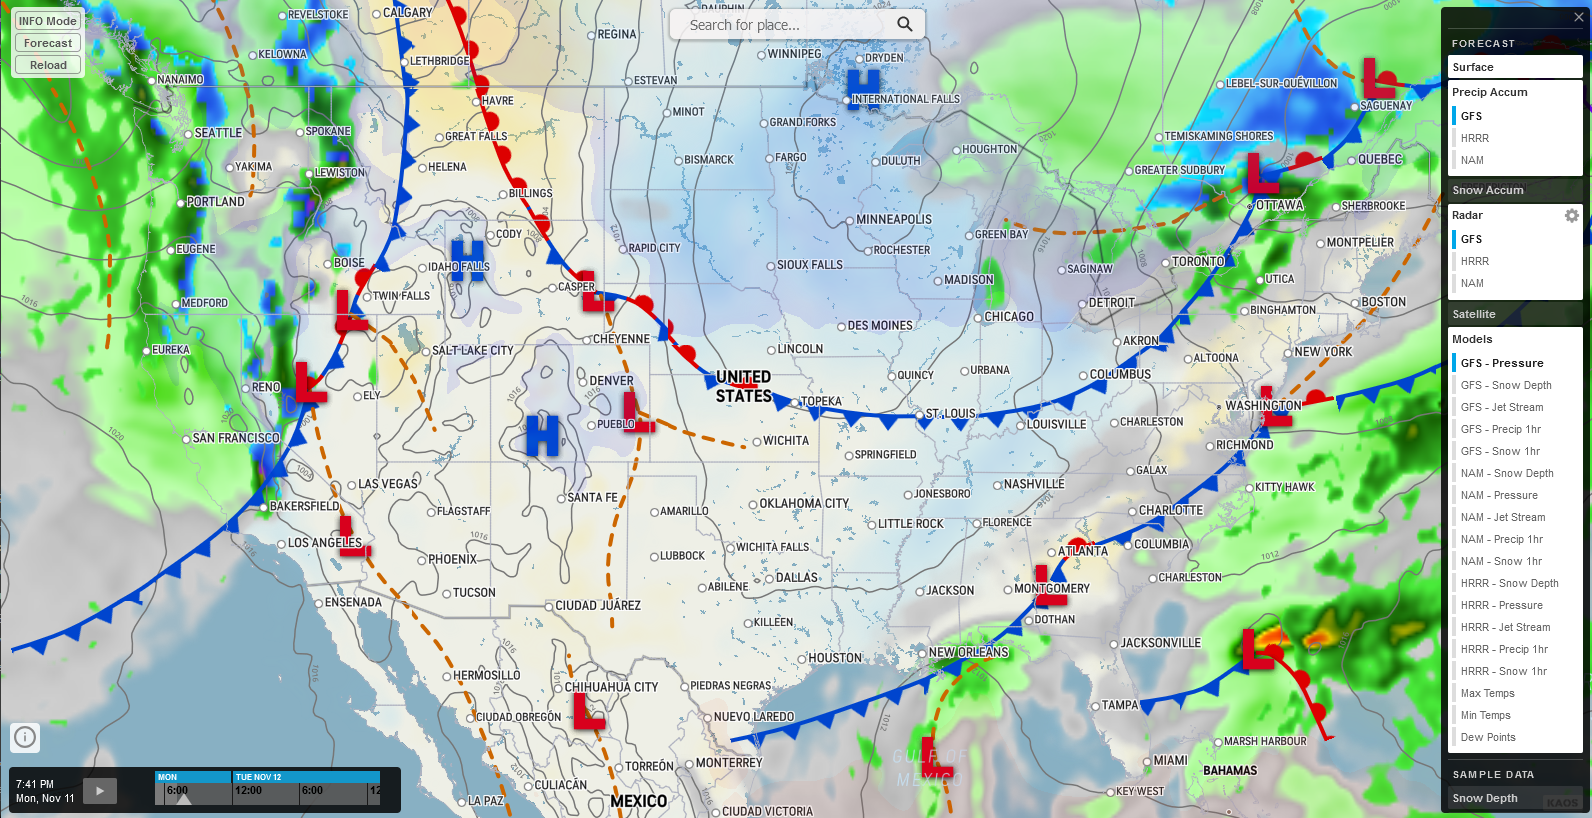 INFO Mode
Forecast
Reload
Search for place...
REVELSTOKE
CALGARY
DAUPHIN
REGINA
WINNIPEG
DRYDEN
KELOWNA
LETHBRIDGE
NANAIMO
ESTEVAN
HAVRE
INTERNATIONAL FALLS
LEBEL-SUR-QUÉVILLON
SAGUENAY
MINOT
SEATTLE
SPOKANE
GREAT FALLS
GRAND FORKS
TEMISKAMING SHORES
HOUGHTON
QUEBEC
YAKIMA
LEWISTON
HELENA
BISMARCK
FARGO
DULUTH
GREATER SUDBURY
PORTLAND
BILLINGS
OTTAWA
SHERBROOKE
MINNEAPOLIS
CODY
GREEN BAY
MONTPELIER
EUGENE
RAPID CITY
ROCHESTER
BOISE
IDAHO FALLS
SIOUX FALLS
SAGINAW
TORONTO
MADISON
UTICA
CASPER
TWIN FALLS
MEDFORD
DETROIT
BOSTON
BINGHAMTON
CHICAGO
DES MOINES
CHEYENNE
AKRON
EUREKA
SALT LAKE CITY
LINCOLN
ALTOONA
NEW YORK
UNITED
STATES
RENO
DENVER
QUINCY
URBANA
COLUMBUS
ELY
TOPEKA
ST. LOUIS
WASHINGTON
PUEBLO
LOUISVILLE
CHARLESTON
SAN FRANCISCO
WICHITA
RICHMOND
SPRINGFIELD
GALAX
LAS VEGAS
NASHVILLE
KITTY HAWK
SANTA FE
JONESBORO
BAKERSFIELD
FLAGSTAFF
AMARILLO
OKLAHOMA CITY
CHARLOTTE
LITTLE ROCK
FLORENCE
LOS ANGELES
WICHITA FALLS
ATLANTA
COLUMBIA
PHOENIX
LUBBOCK
DALLAS
CHARLESTON
TUCSON
ABILENE
JACKSON
MONTGOMERY
ENSENADA
CIUDAD JUÁREZ
KILLEEN
DOTHAN
JACKSONVILLE
NEW ORLEANS
HOUSTON
HERMOSILLO
CHIHUAHUA CITY
PIEDRAS NEGRAS
TAMPA
CIUDAD OBREGÓN
NUEVO LAREDO
MARSH HARBOUR
GULF OF
MEXICO
MIAMI
BAHAMAS
TORREÓN
MONTERREY
CULIACÁN
KEY WEST
LA PAZ
MEXICO
CIUDAD VICTORIA
7:41 PM
Mon, Nov 11
MON
TUE NOV 12
6:00
12:00
6:00
12
FORECAST
Surface
Precip Accum
GFS
HRRR
NAM
Snow Accum
Radar
GFS
HRRR
NAM
Satellite
Models
GFS - Pressure
GFS - Snow Depth
GFS - Jet Stream
GFS - Precip 1hr
GFS - Snow 1hr
NAM - Snow Depth
NAM - Pressure
NAM - Jet Stream
NAM - Precip 1hr
NAM - Snow 1hr
HRRR - Snow Depth
HRRR - Pressure
HRRR - Jet Stream
HRRR - Precip 1hr
HRRR - Snow 1hr
Max Temps
Min Temps
Dew Points
SAMPLE DATA
Snow Depth
KAOS